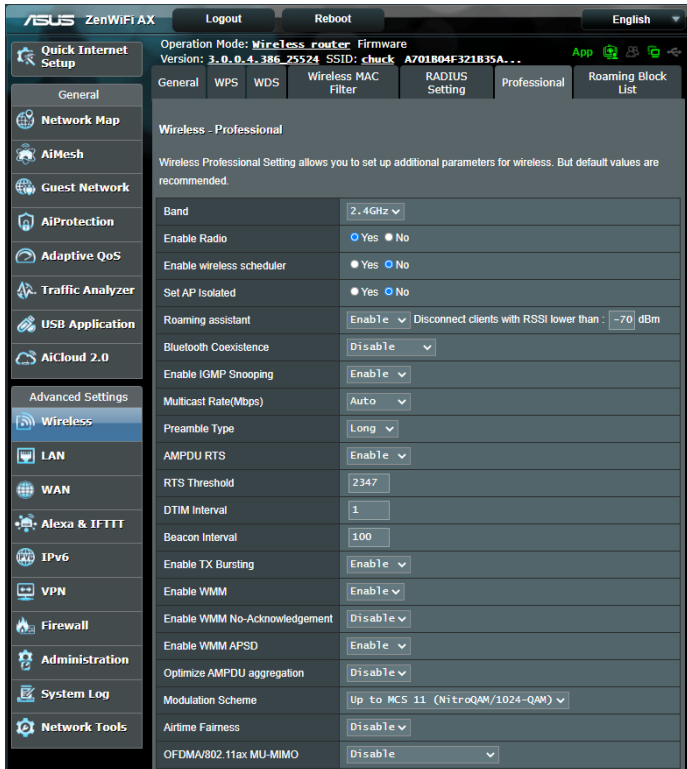 ASUS ZenWiFi AX Logout Reboot English
Quick Internet Setup
Operation Mode: Wireless router Firmware
Version: 3.0.0.4.386_25524 SSID: chuck A701B04F321B35A...
App
General WPS WDS Wireless MAC Filter RADIUS Setting Professional Roaming Block List
General
Network Map
AiMesh
Guest Network
AiProtection
Adaptive QoS
Traffic Analyzer
USB Application
AiCloud 2.0
Advanced Settings
Wireless
LAN
WAN
Alexa & IFTTT
IPv6
VPN
Firewall
Administration
System Log
Network Tools
Wireless - Professional
Wireless Professional Setting allows you to set up additional parameters for wireless. But default values are
recommended.
Band 2.4GHz
Enable Radio Yes No
Enable wireless scheduler Yes No
Set AP Isolated Yes No
Roaming assistant Enable Disconnect clients with RSSI lower than : -70 dBm
Bluetooth Coexistence Disable
Enable IGMP Snooping Enable
Multicast Rate(Mbps) Auto
Preamble Type Long
AMPDU RTS Enable
RTS Threshold 2347
DTIM Interval 1
Beacon Interval 100
Enable TX Bursting Enable
Enable WMM Enable
Enable WMM No-Acknowledgement Disable
Enable WMM APSD Enable
Optimize AMPDU aggregation Disable
Modulation Scheme Up to MCS 11 (NitroQAM/1024-QAM)
Airtime Fairness Disable
OFDMA/802.11ax MU-MIMO Disable